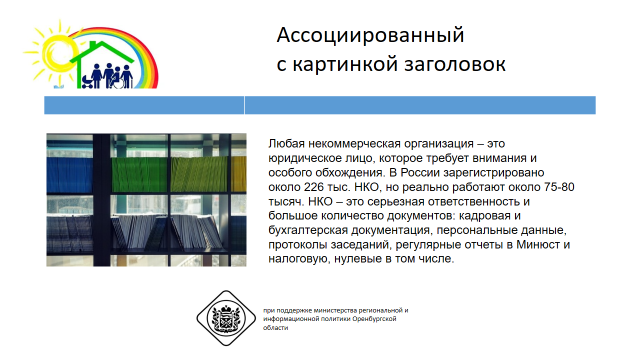 Ассоциированный
с картинкой заголовок
Любая некоммерческая организация – это
юридическое лицо, которое требует внимания и
особого обхождения. В России зарегистрировано
около 226 тыс. НКО, но реально работают около 75-80
тысяч. НКО – это серьезная ответственность и
большое количество документов: кадровая и
бухгалтерская документация, персональные данные,
протоколы заседаний, регулярные отчеты в Минюст и
налоговую, нулевые в том числе.
при поддержке министерства региональной и
информационной политики Оренбургской
области